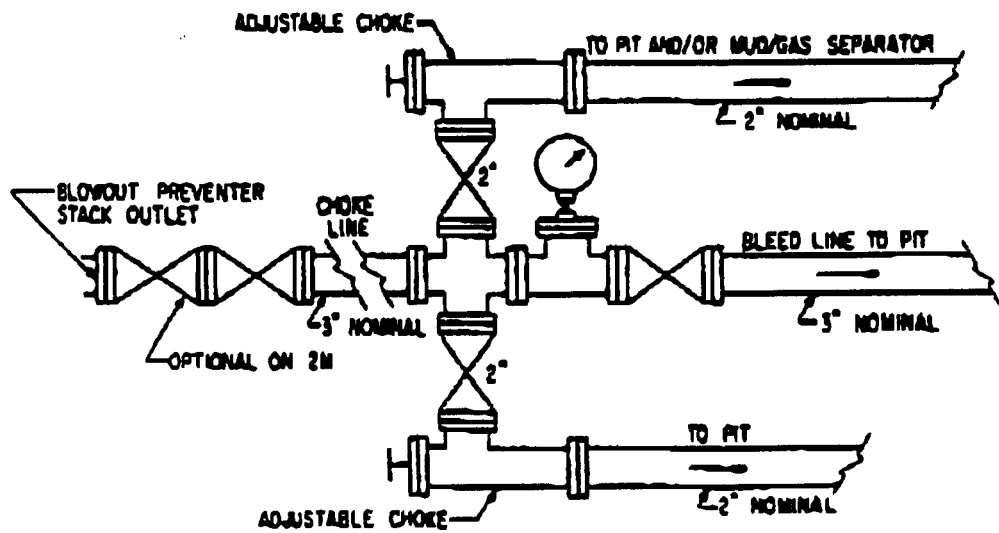 ADJUSTABLE CHOKE
TO PIT AND/OR MUD/GAS SEPARATOR
2" NOMINAL
2"
BLOWOUT PREVENTER
STACK OUTLET
CHOKE
LINE
BLEED LINE TO PIT
3" NOMINAL
3" NOMINAL
OPTIONAL ON 2M
2"
TO PIT
2" NOMINAL
ADJUSTABLE CHOKE